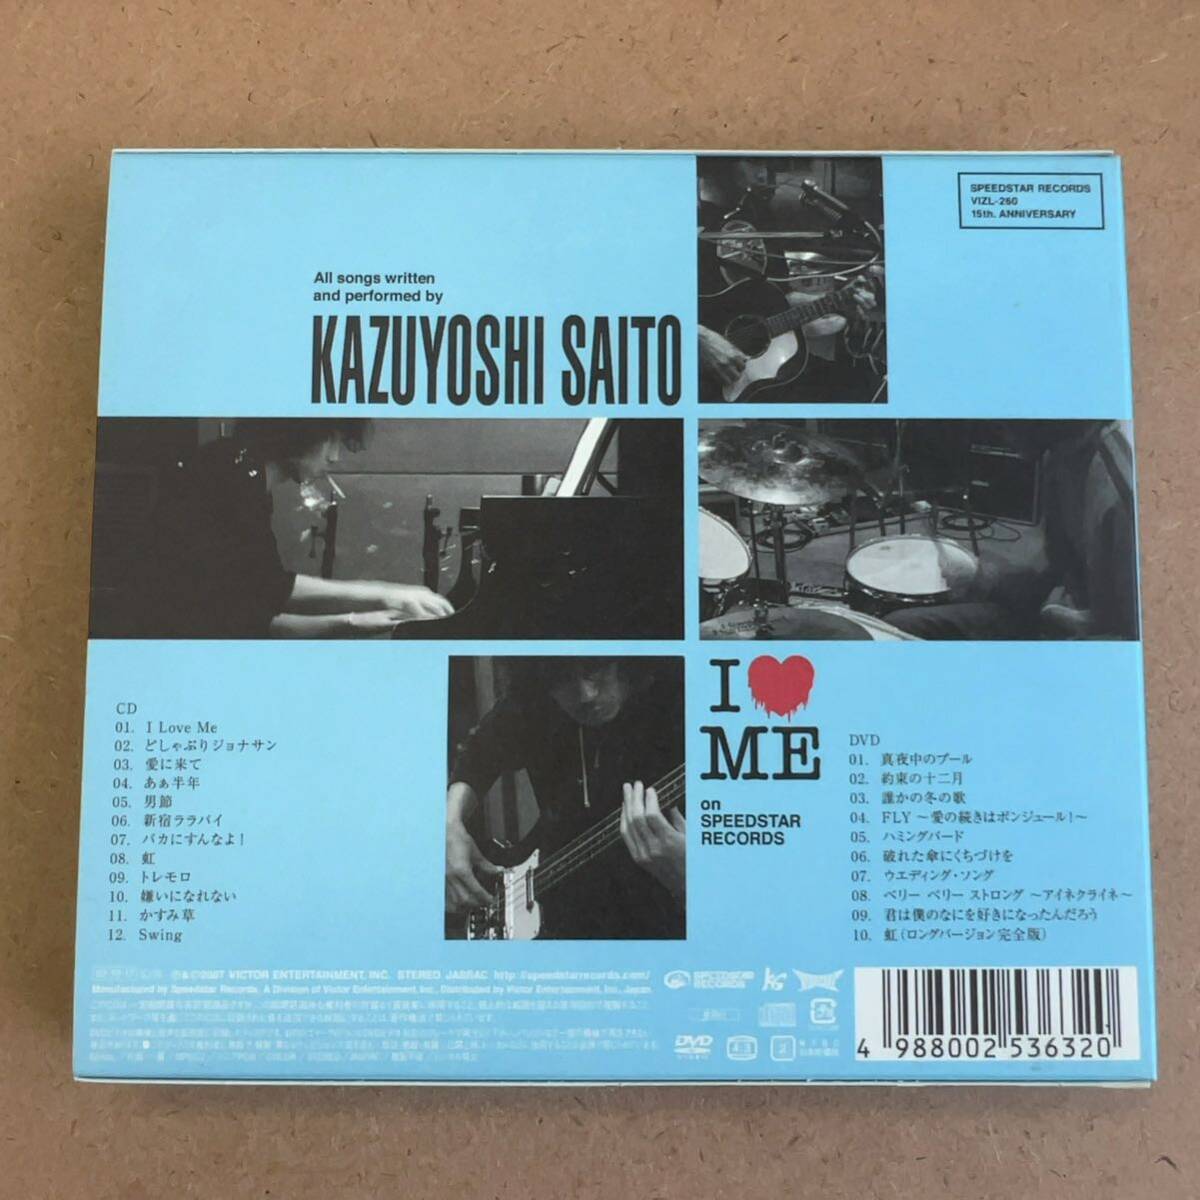 SPEEDSTAR RECORDS
VIZL-260
15th. ANNIVERSARY
All songs written
and performed by
KAZUYOSHI SAITO
I ♥
ME
on
SPEEDSTAR
RECORDS
CD
01. I Love Me
02. どしゃぶりジョナサン
03. 愛に来て
04. あぁ半年
05. 男節
06. 新宿ララバイ
07. バカにすんなよ!
08. 虹
09. トレモロ
10. 嫌いになれない
11. かすみ草
12. Swing
DVD
01. 真夜中のプール
02. 約束の十二月
03. 誰かの冬の歌
04. FLY ～愛の続きはボンジュール!～
05. ハミングバード
06. 破れた傘にくちづけを
07. ウエディング・ソング
08. ベリー ベリー ストロング ～アイネクライネ～
09. 君は僕のなにを好きになったんだろう
10. 虹(ロングバージョン完全版)
℗&©2007 VICTOR ENTERTAINMENT, INC. STEREO JASRAC http://speedstarrecords.com/
Manufactured by Speedstar Records, A Division of Victor Entertainment, Inc. Distributed by Victor Entertainment, Inc. Japan.
SPEEDSTAR
RECORDS
DVD
4:3
2
4 988002 536320